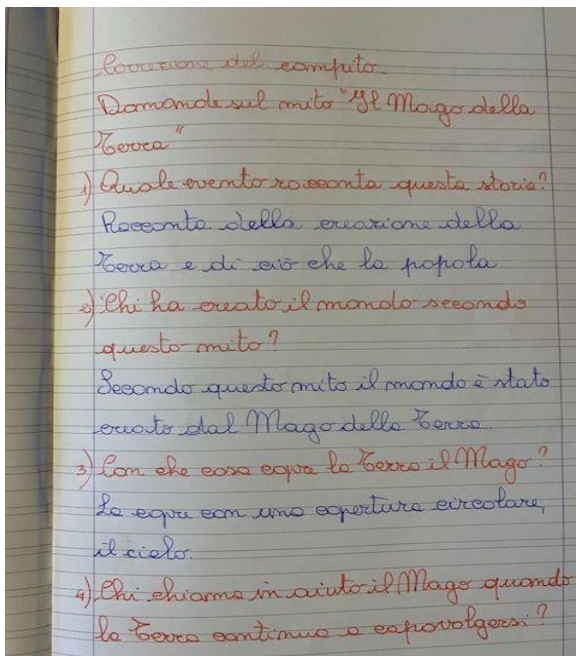 Correzione del compito
Domande sul mito "Il Mago della
Terra"
1) Quale evento racconta questa storia?
Racconta della creazione della
Terra e di ciò che la popola
2) Chi ha creato il mondo secondo
questo mito?
Secondo questo mito il mondo è stato
creato dal Mago della Terra
3) Con che cosa copre la Terra il Mago?
La copre con una copertura circolare,
il cielo.
4) Chi chiama in aiuto il Mago quando
la Terra continua a capovolgersi?